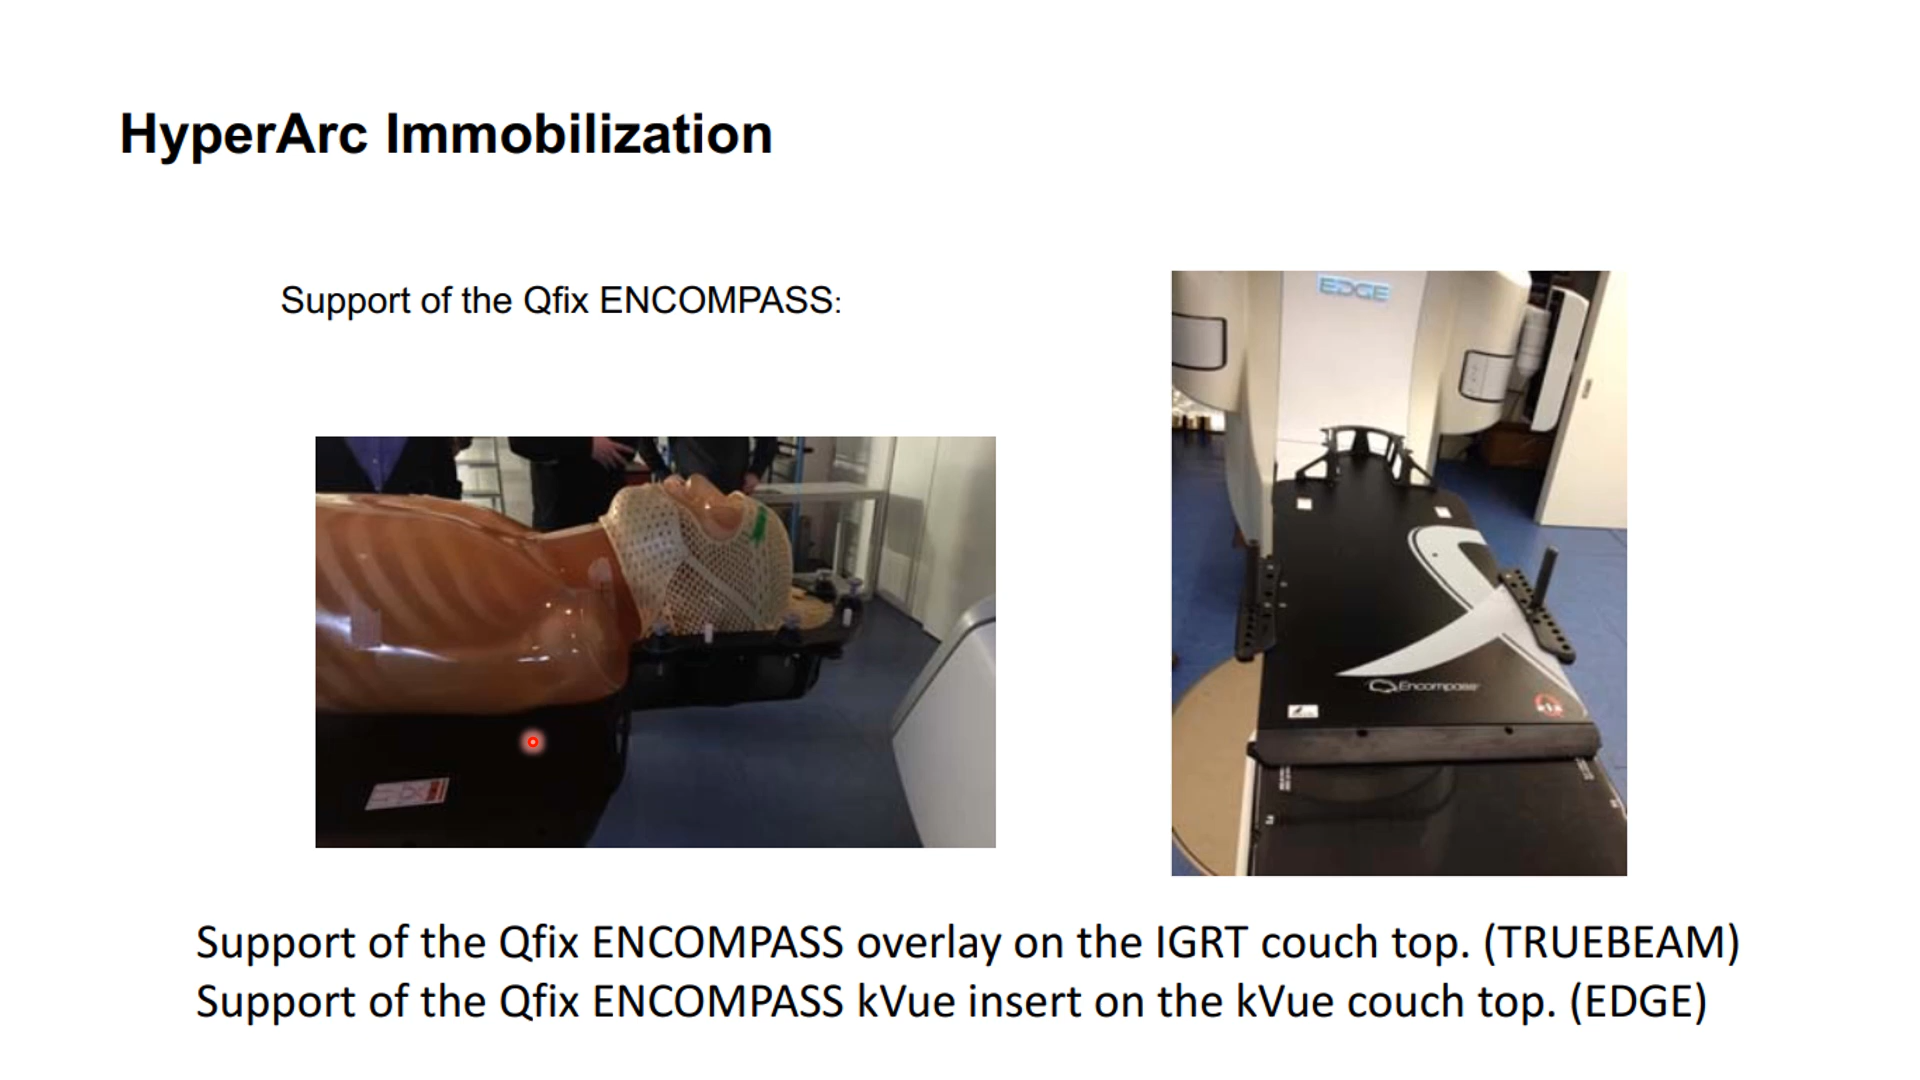 HyperArc Immobilization
Support of the Qfix ENCOMPASS:
EDGE
Encompass
Support of the Qfix ENCOMPASS overlay on the IGRT couch top. (TRUEBEAM)
Support of the Qfix ENCOMPASS kVue insert on the kVue couch top. (EDGE)